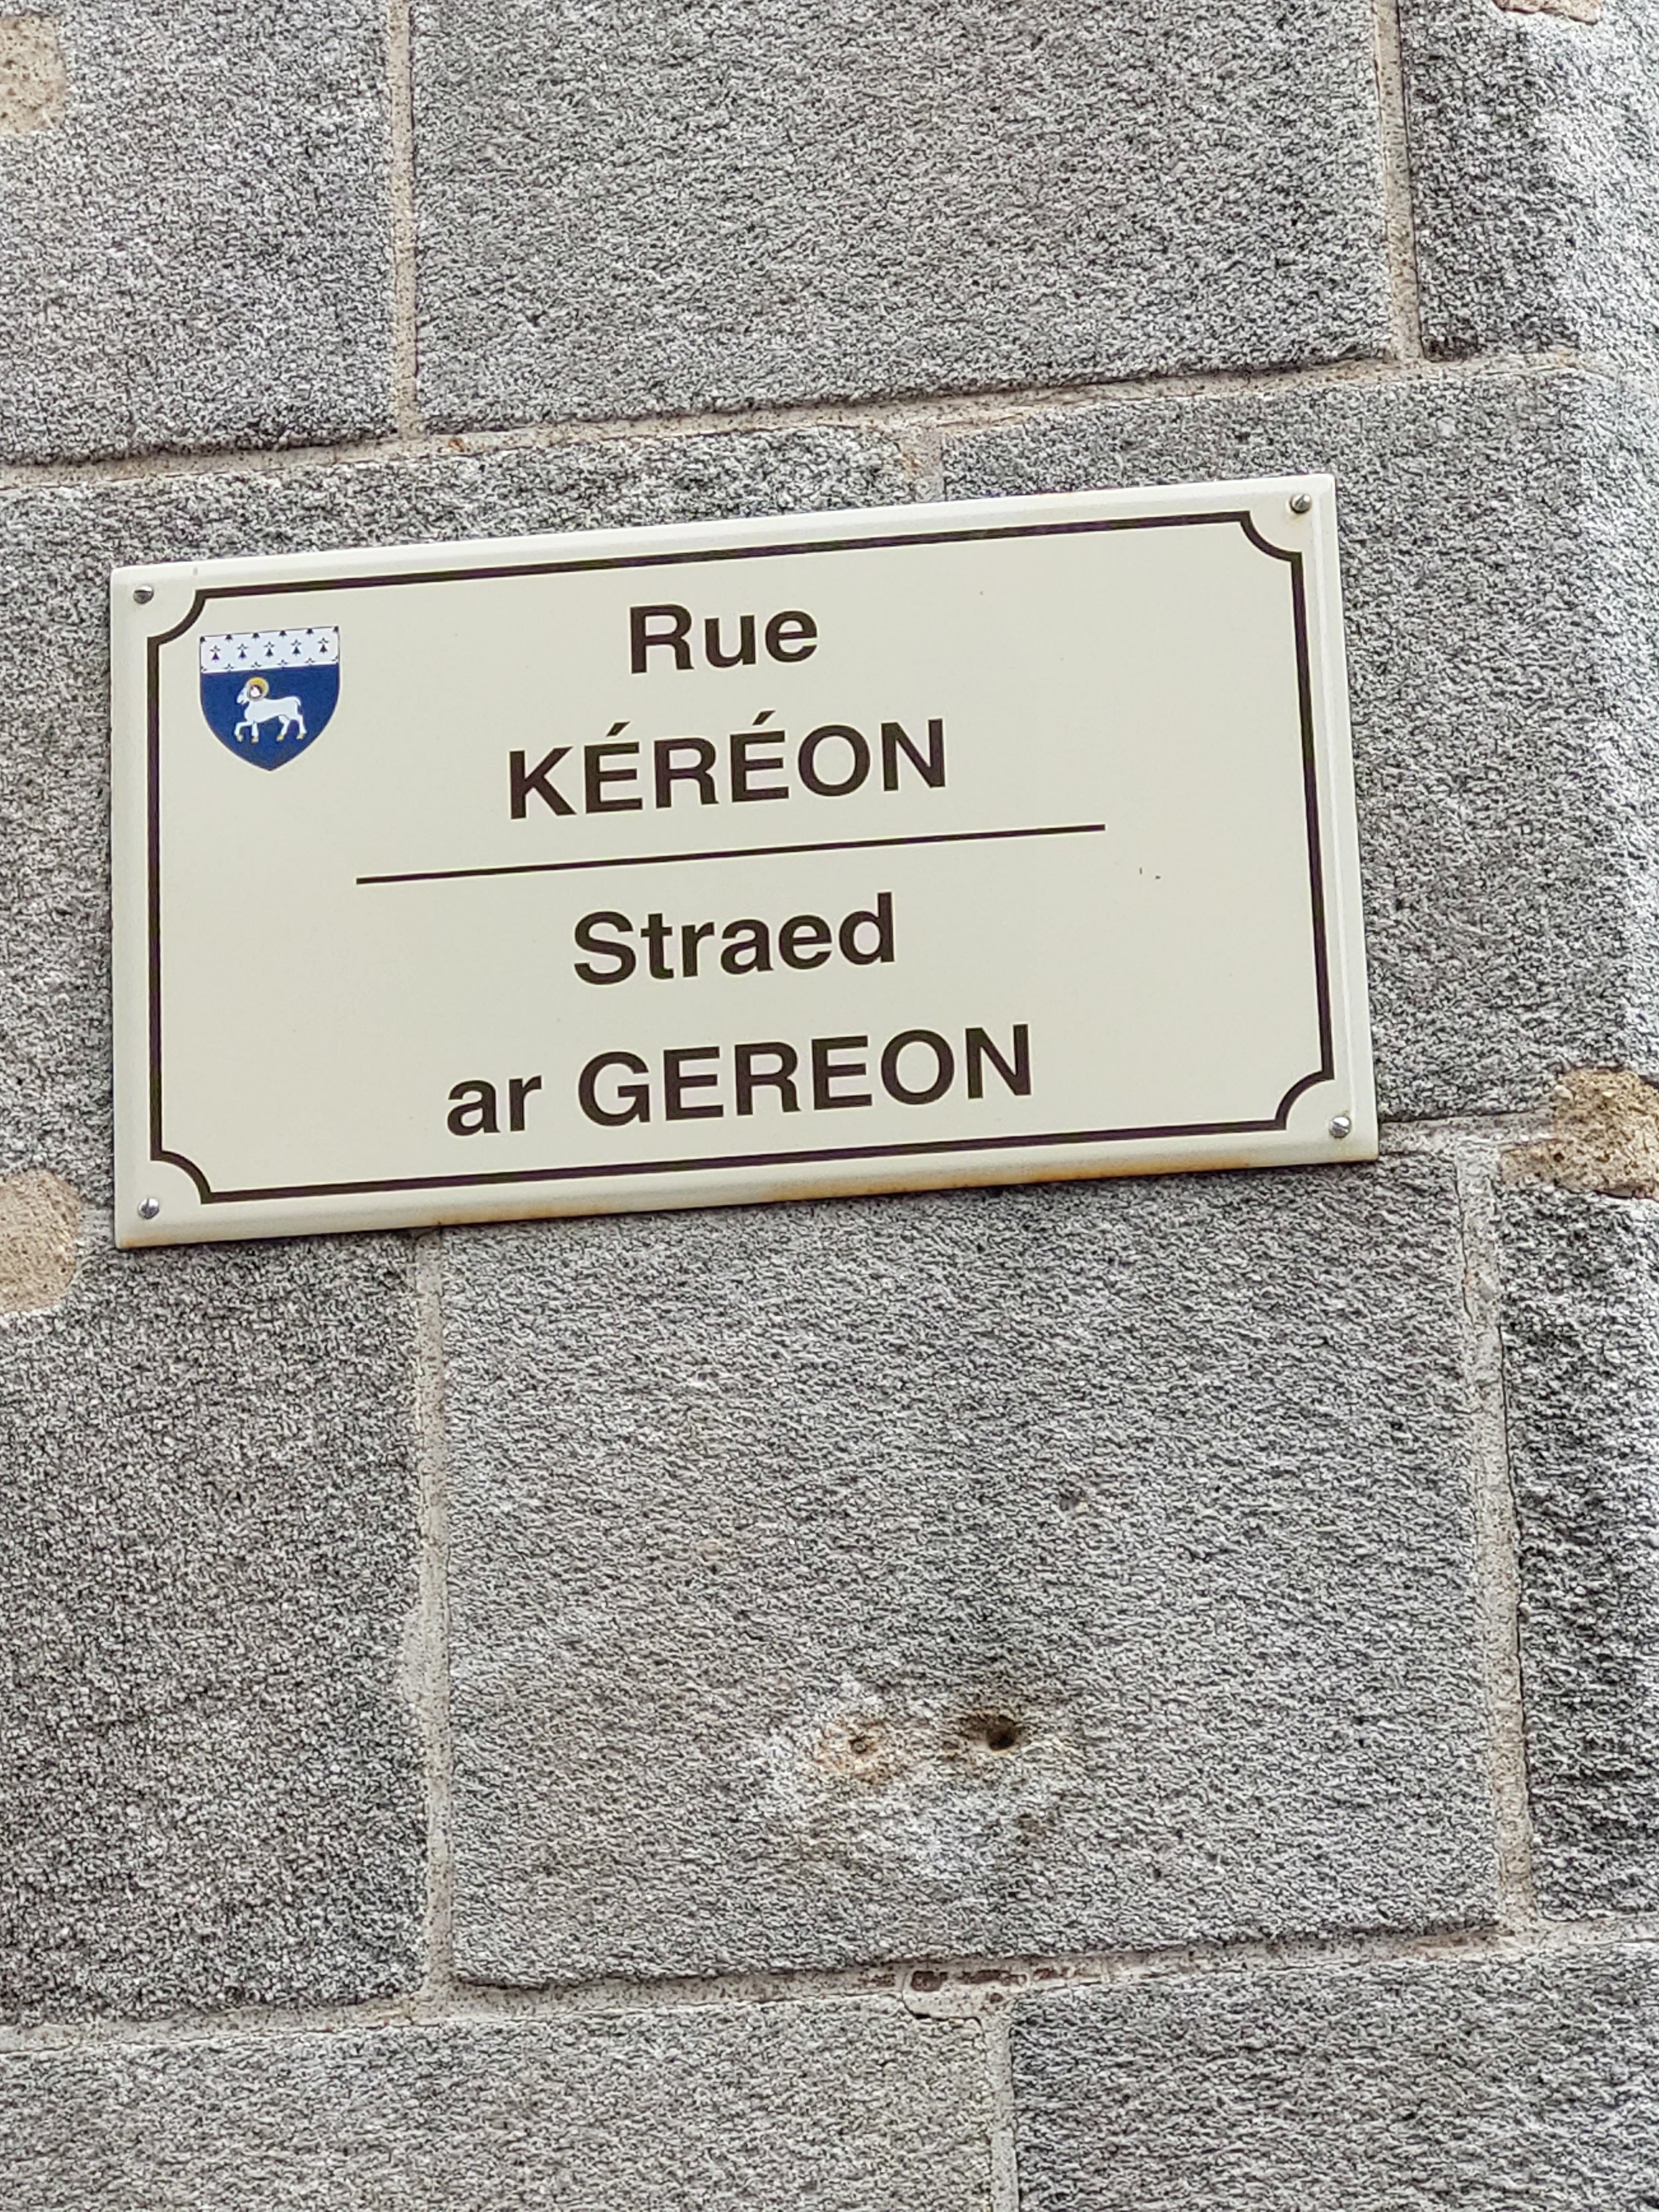 Rue
KÉRÉON
Straed
ar GEREON